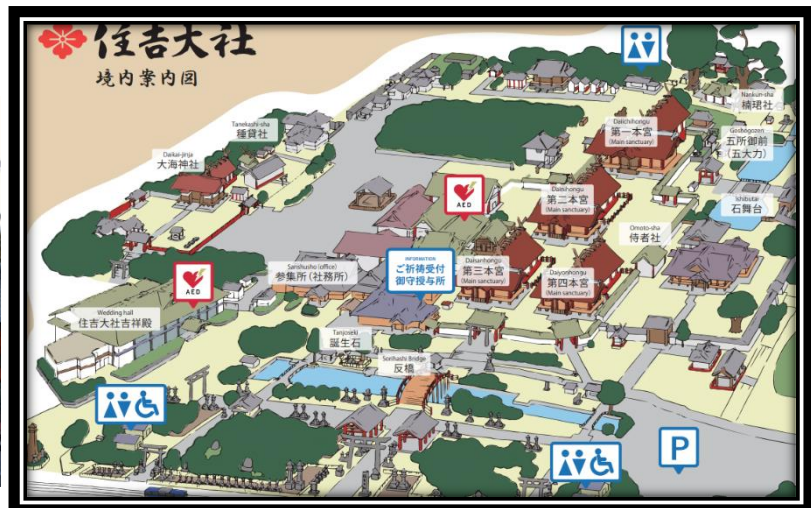 住吉大社
境内案内図
Nankun-sha
楠珺社
Tanekashi-sha
種貸社
Daikai-jinja
大海神社
Daiichihongu
第一本宮
(Main sanctuary)
Goshogozen
五所御前
(五大力)
AED
Dainihongu
第二本宮
(Main sanctuary)
Ishibutai
石舞台
Omoto-sha
侍者社
INFORMATION
ご祈祷受付
御守授与所
Sanshusho (office)
参集所(社務所)
Daisanhongu
第三本宮
(Main sanctuary)
Daiyonhongu
第四本宮
(Main sanctuary)
AED
Wedding hall
住吉大社吉祥殿
Tanjoseki
誕生石
Sorihashi Bridge
反橋
P